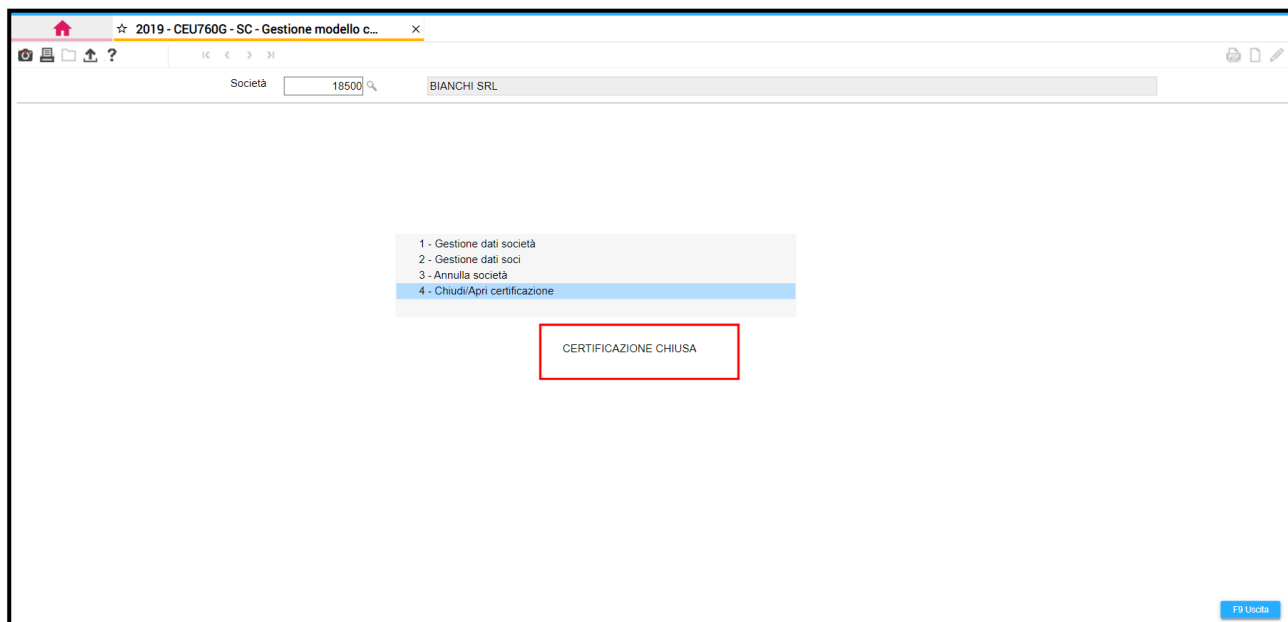 2019 - CEU760G - SC - Gestione modello c...
Società 18500 BIANCHI SRL
1 - Gestione dati società
2 - Gestione dati soci
3 - Annulla società
4 - Chiudi/Apri certificazione
CERTIFICAZIONE CHIUSA
F9 Uscita